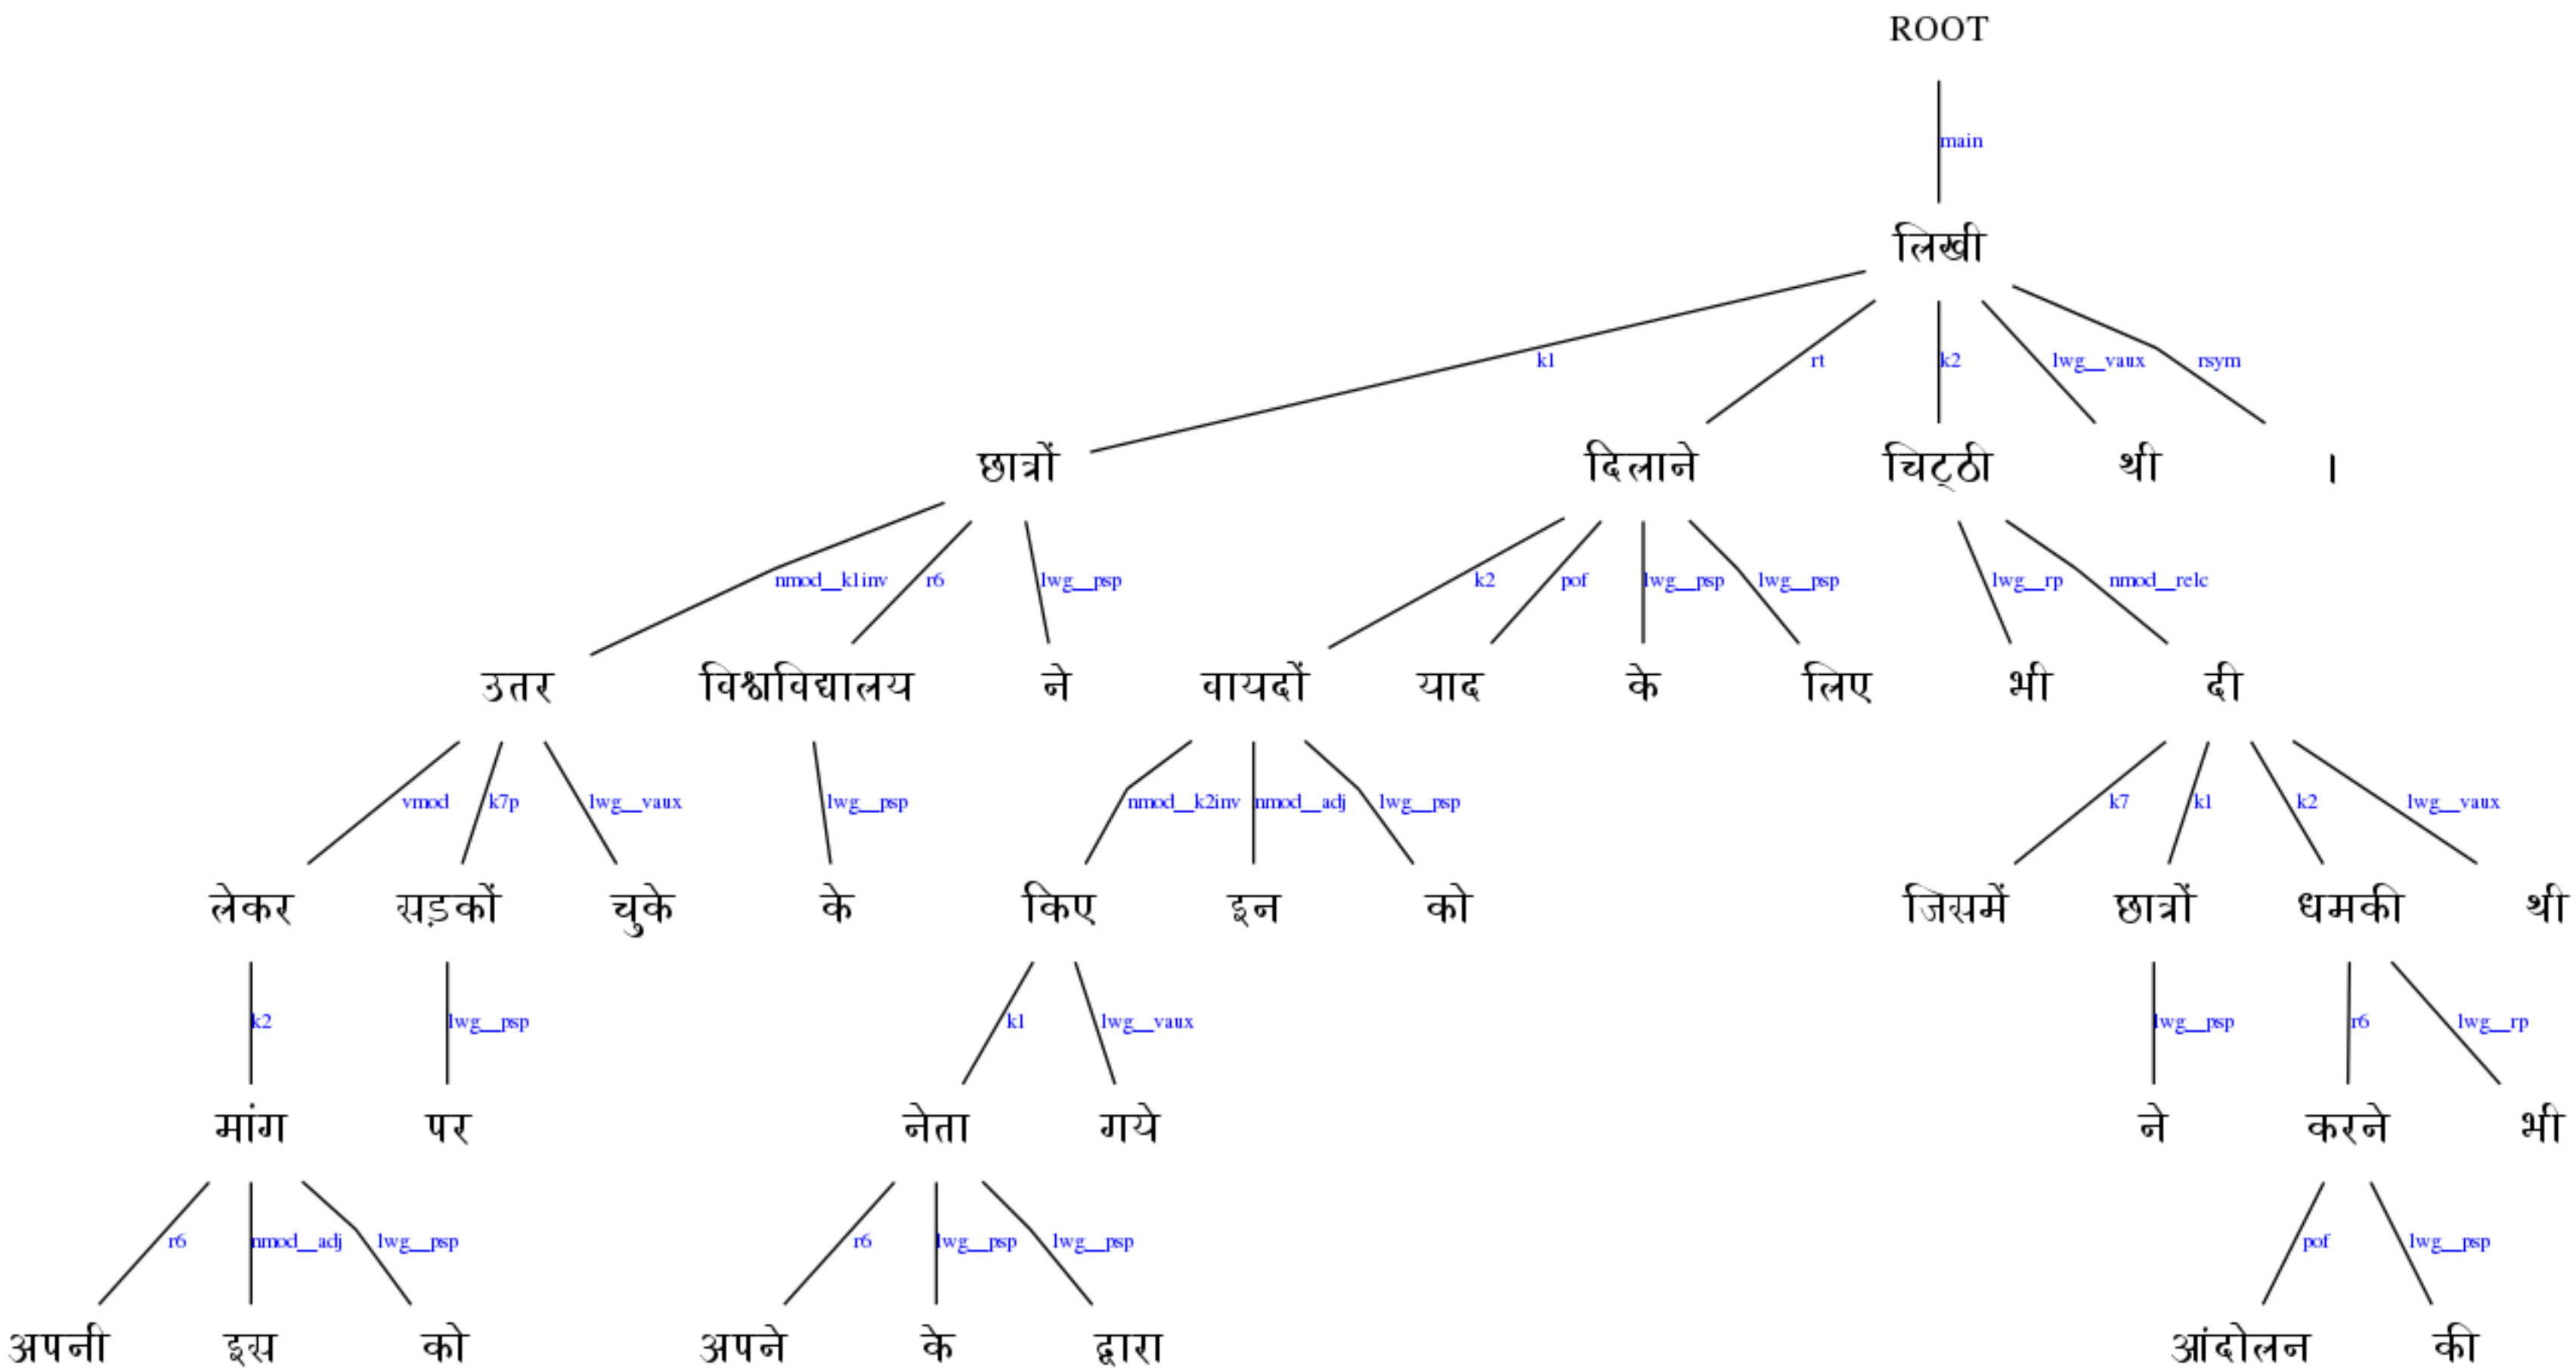 ROOT
main
लिखी
k1 rt k2 lwg__vaux rsym
छात्रों दिलाने चिट्ठी थी ।
nmod__k1inv r6 lwg__psp k2 pof lwg__psp lwg__psp lwg__rp nmod__relc
उतर विश्वविद्यालय ने वायदों याद के लिए भी दी
vmod k7p lwg__vaux lwg__psp nmod__k2inv nmod__adj lwg__psp k7 k1 k2 lwg__vaux
लेकर सड़कों चुके के किए इन को जिसमें छात्रों धमकी थी
k2 lwg__psp k1 lwg__vaux lwg__psp r6 lwg__rp
मांग पर नेता गये ने करने भी
r6 nmod__adj lwg__psp r6 lwg__psp lwg__psp pof lwg__psp
अपनी इस को अपने के द्वारा आंदोलन की